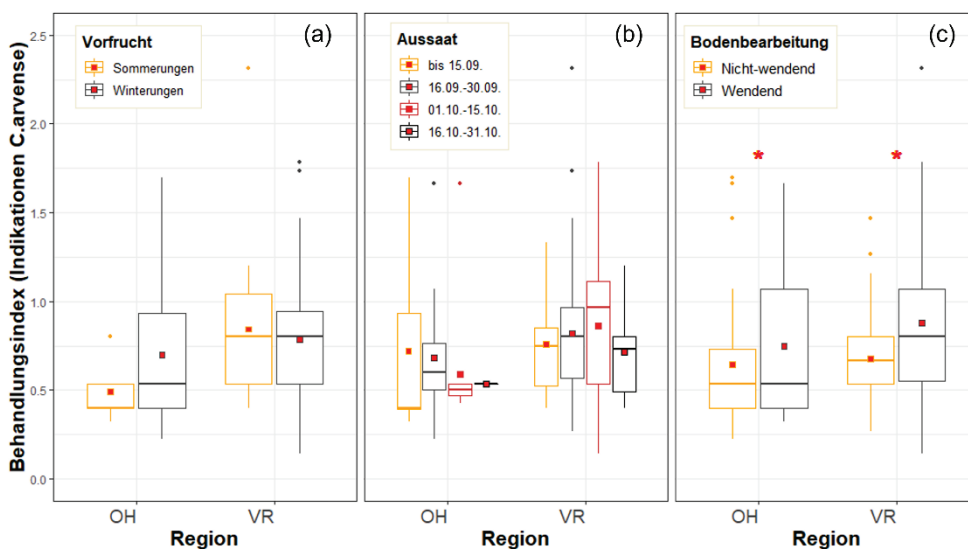 Behandlungsindex (Indikationen C.arvense)
2.5
2.0
1.5
1.0
0.5
0.0
(a)
Vorfrucht
Sommerungen
Winterungen
OH
VR
Region
(b)
Aussaat
bis 15.09.
16.09.-30.09.
01.10.-15.10.
16.10.-31.10.
OH
VR
Region
(c)
Bodenbearbeitung
Nicht-wendend
Wendend
*
*
OH
VR
Region